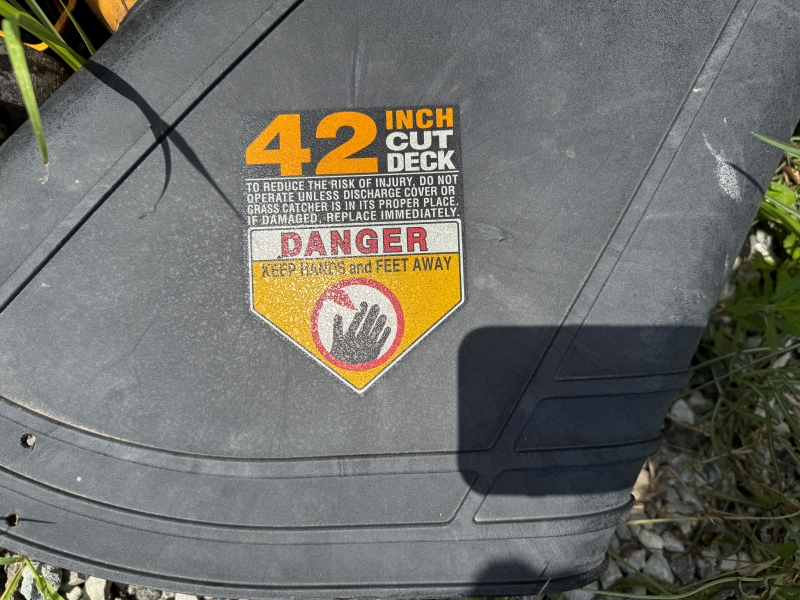 42 INCH
CUT
DECK
TO REDUCE THE RISK OF INJURY, DO NOT
OPERATE UNLESS DISCHARGE COVER OR
GRASS CATCHER IS IN ITS PROPER PLACE.
IF DAMAGED, REPLACE IMMEDIATELY.
DANGER
KEEP HANDS and FEET AWAY